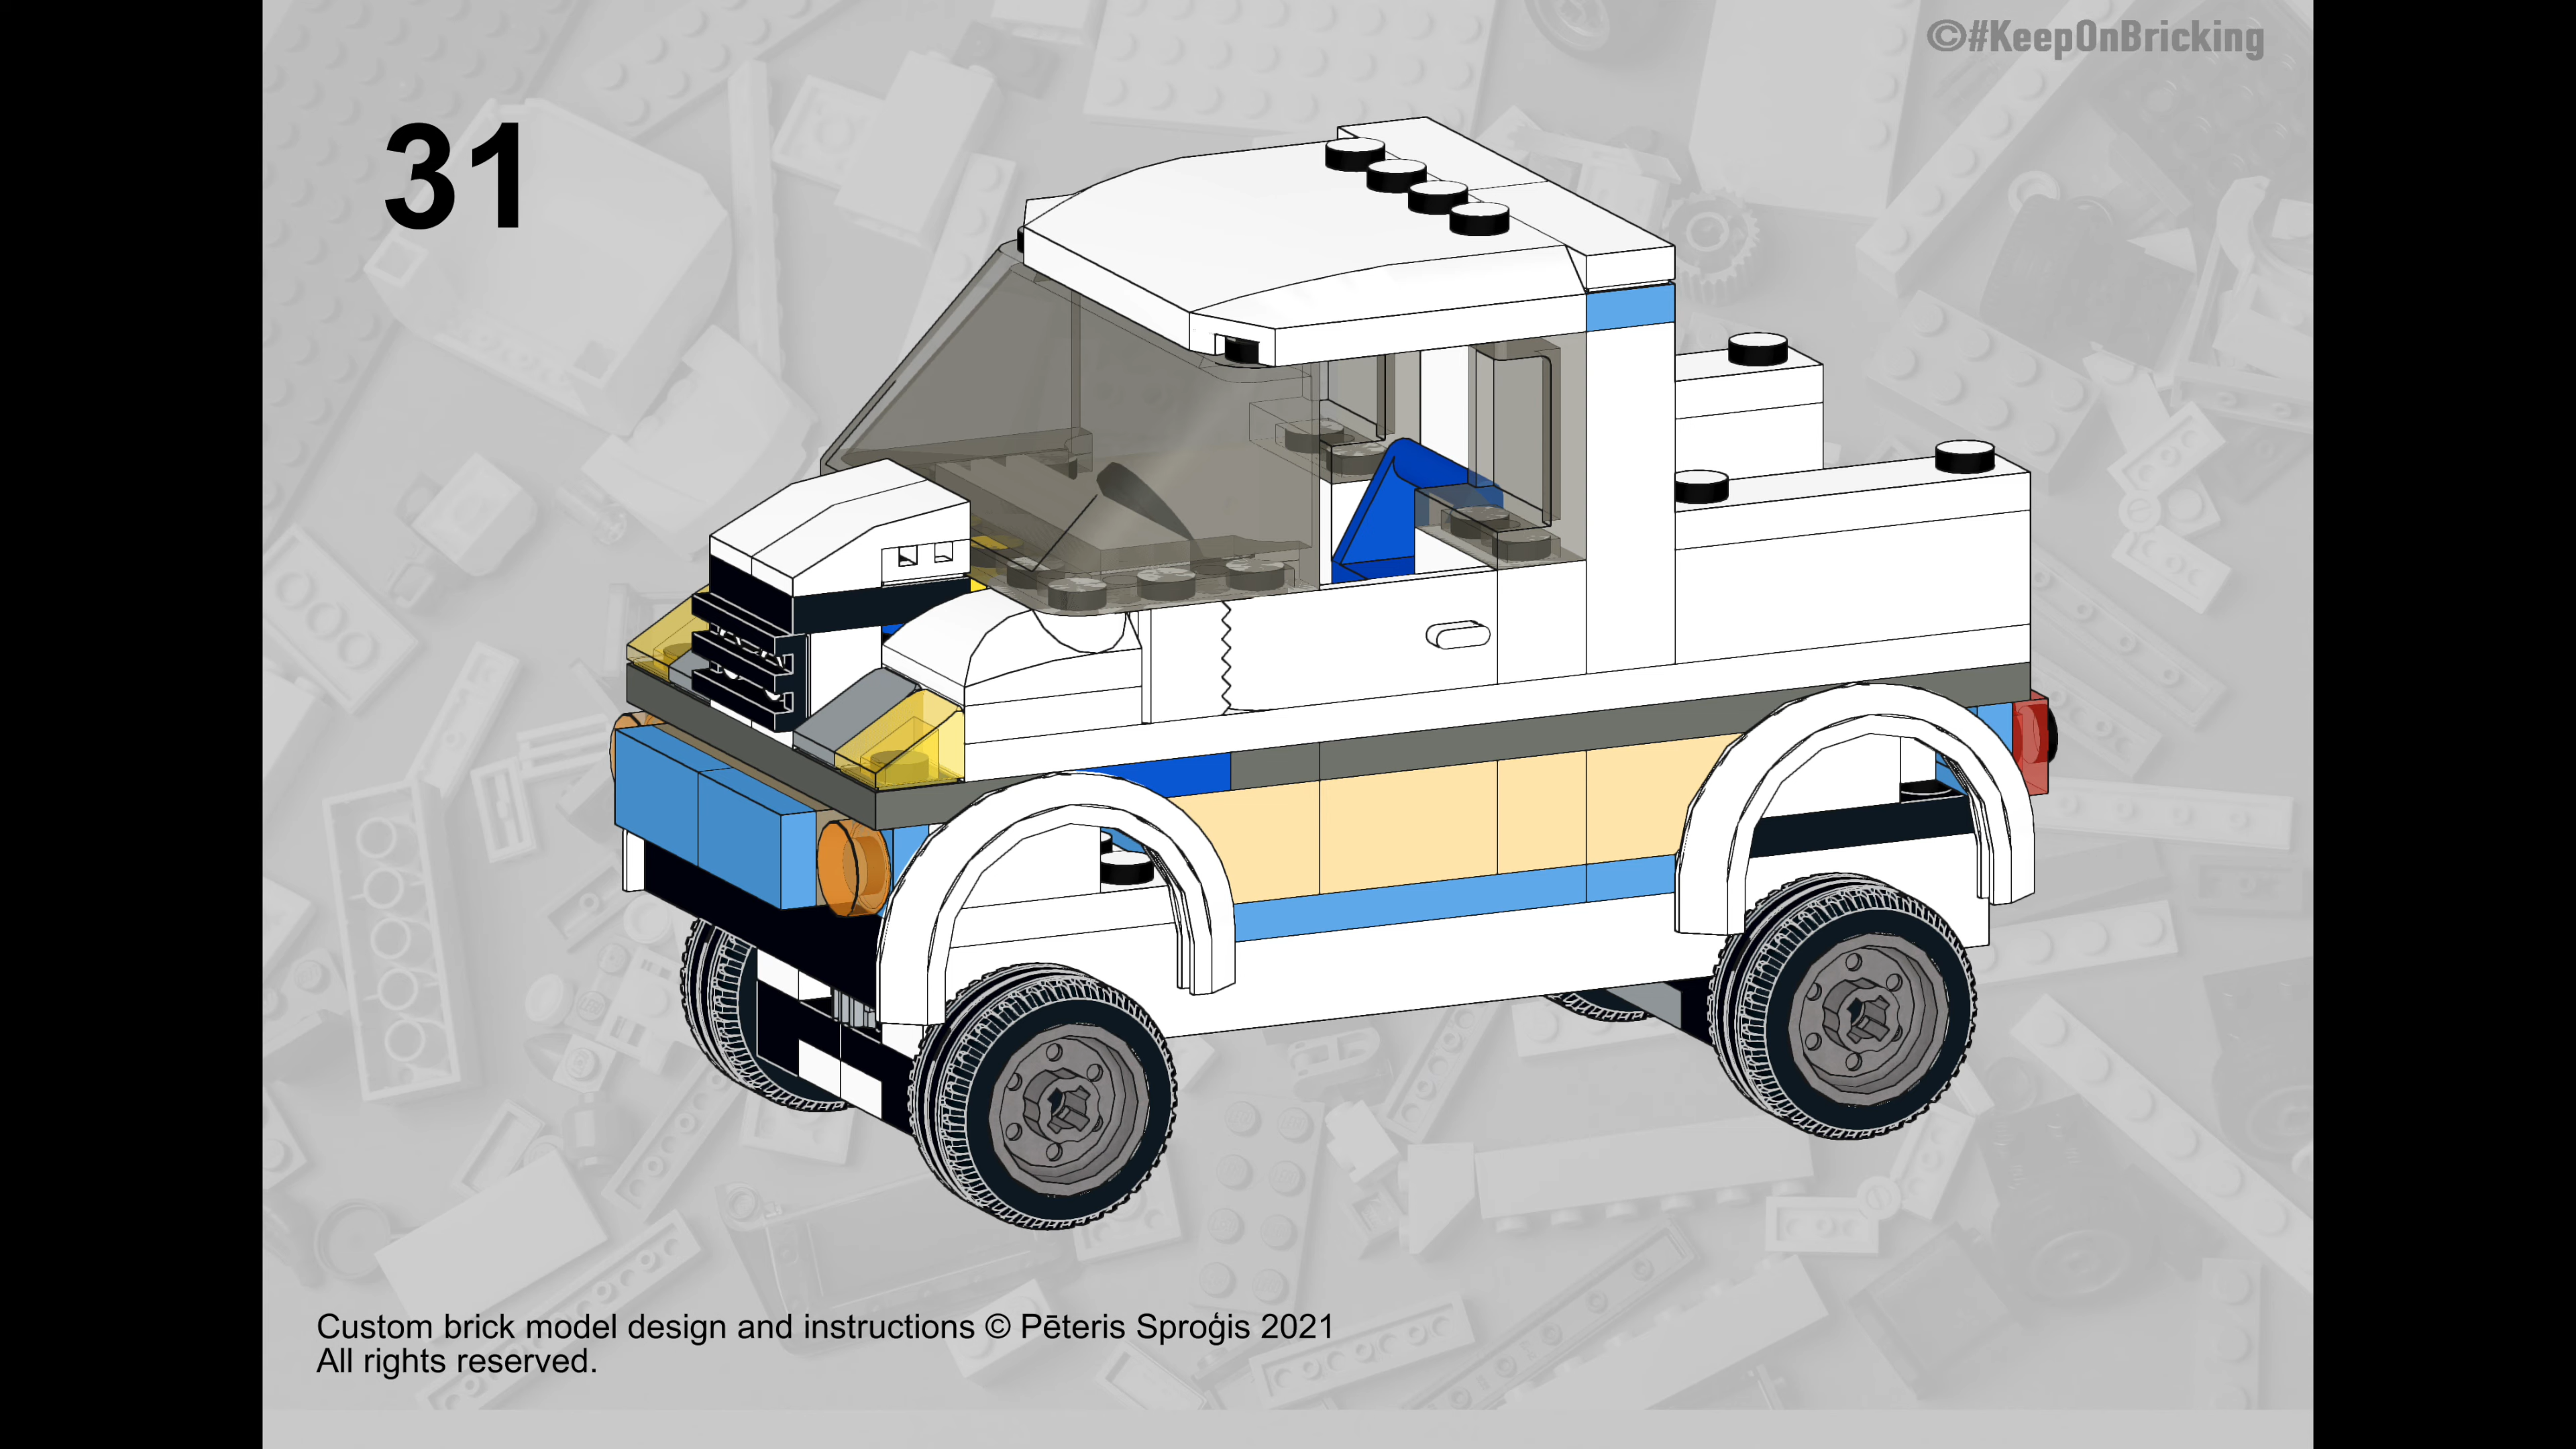 ©#KeepOnBricking
31
Custom brick model design and instructions © Pēteris Sproģis 2021
All rights reserved.